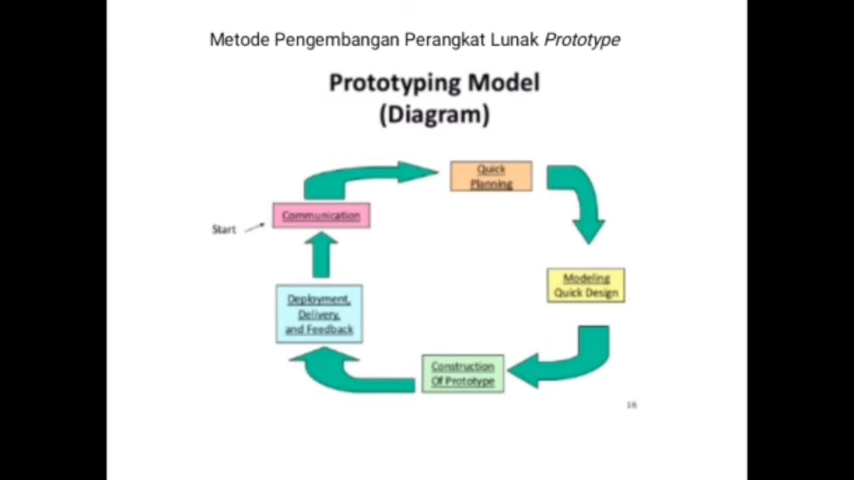 Metode Pengembangan Perangkat Lunak Prototype
Prototyping Model
(Diagram)
Quick
Planning
Communication
Start
Modeling
Quick Design
Deployment,
Delivery,
and Feedback
Construction
Of Prototype
16